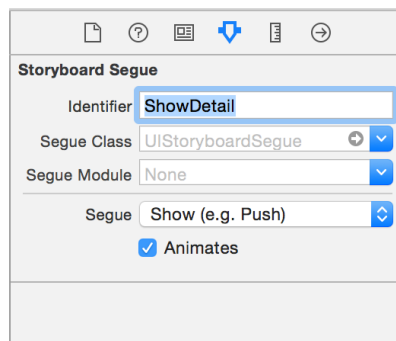 Storyboard Segue
Identifier ShowDetail
Segue Class UIStoryboardSegue
Segue Module None
Segue Show (e.g. Push)
Animates